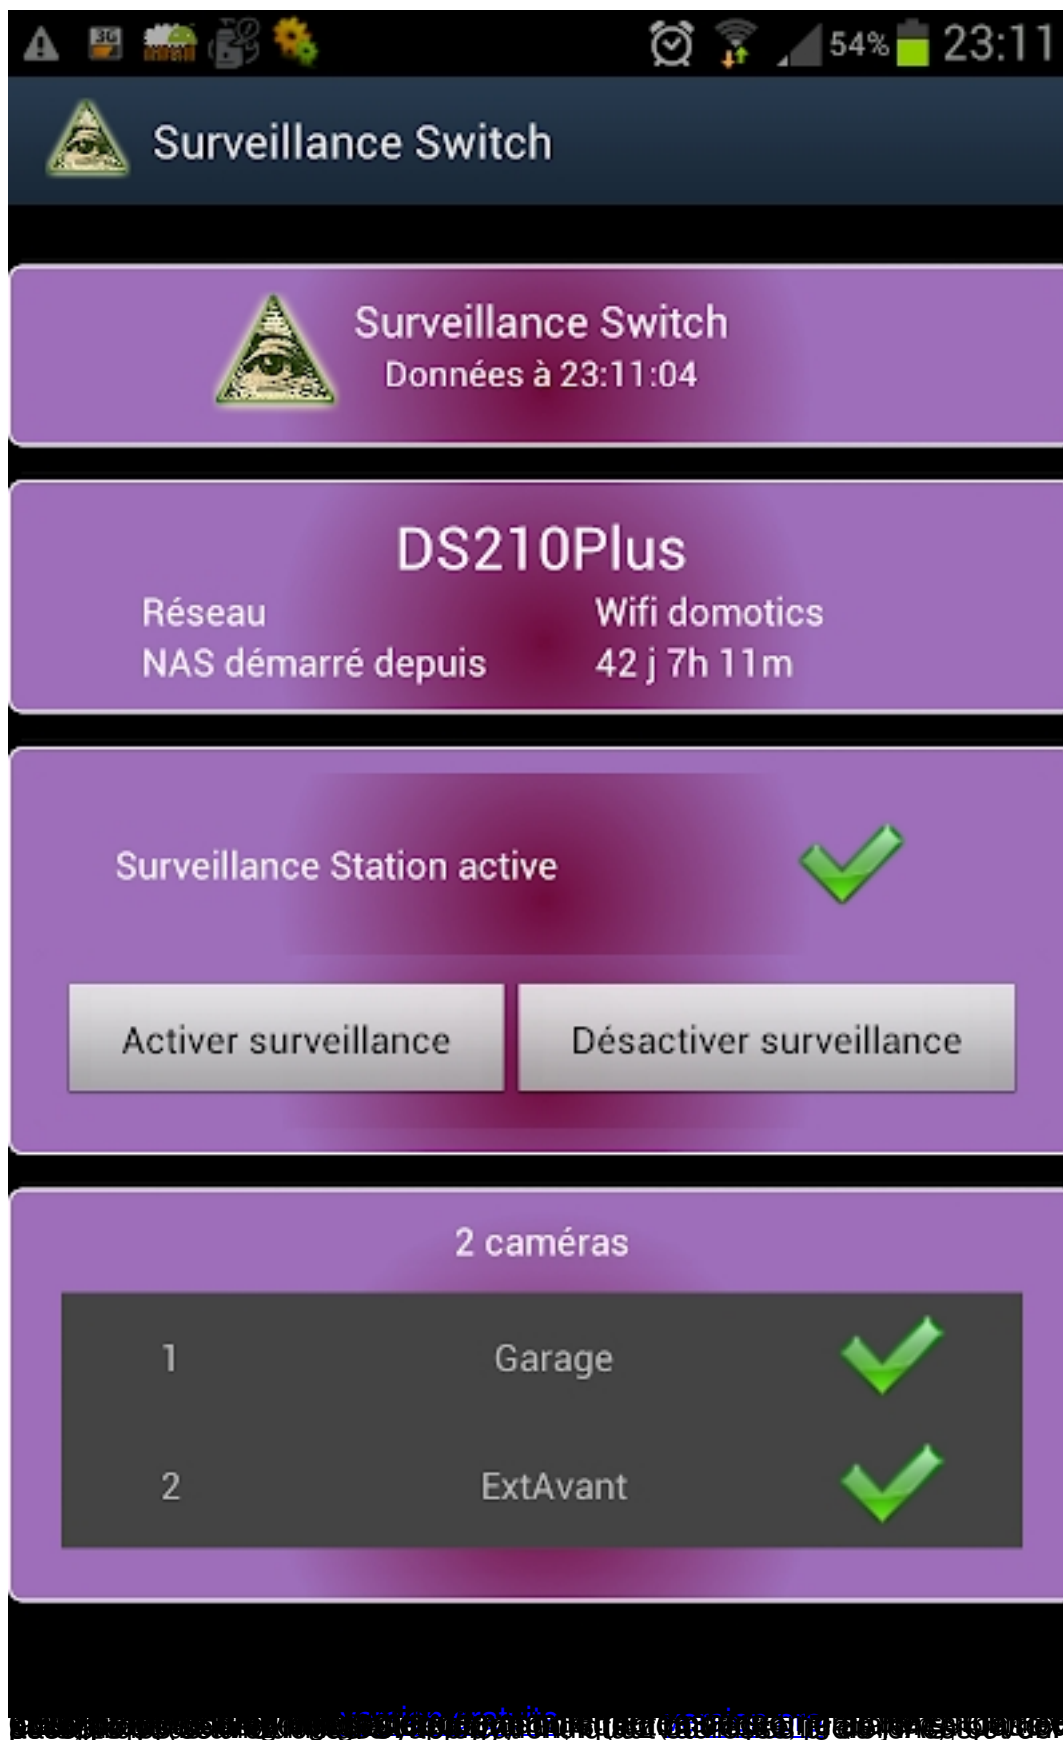 3G
54% 23:11
Surveillance Switch
Surveillance Switch
Données à 23:11:04
DS210Plus
Réseau Wifi domotics
NAS démarré depuis 42 j 7h 11m
Surveillance Station active
Activer surveillance Désactiver surveillance
2 caméras
1 Garage
2 ExtAvant